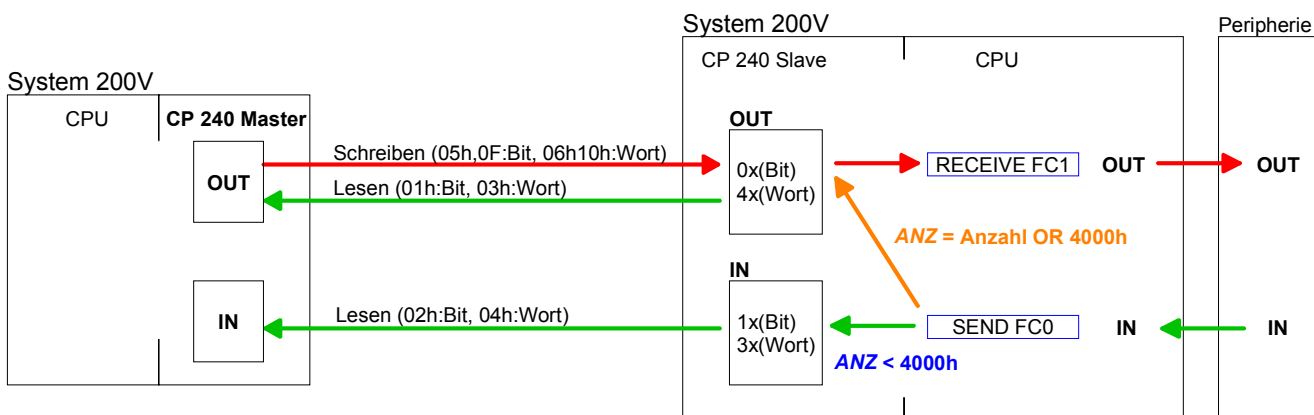 System 200V
Peripherie
CP 240 Slave
CPU
System 200V
CPU
CP 240 Master
OUT
Schreiben (05h,0F:Bit, 06h10h:Wort)
0x(Bit)
RECEIVE FC1
OUT
OUT
OUT
Lesen (01h:Bit, 03h:Wort)
4x(Wort)
ANZ = Anzahl OR 4000h
IN
IN
Lesen (02h:Bit, 04h:Wort)
1x(Bit)
SEND FC0
IN
IN
3x(Wort)
ANZ < 4000h